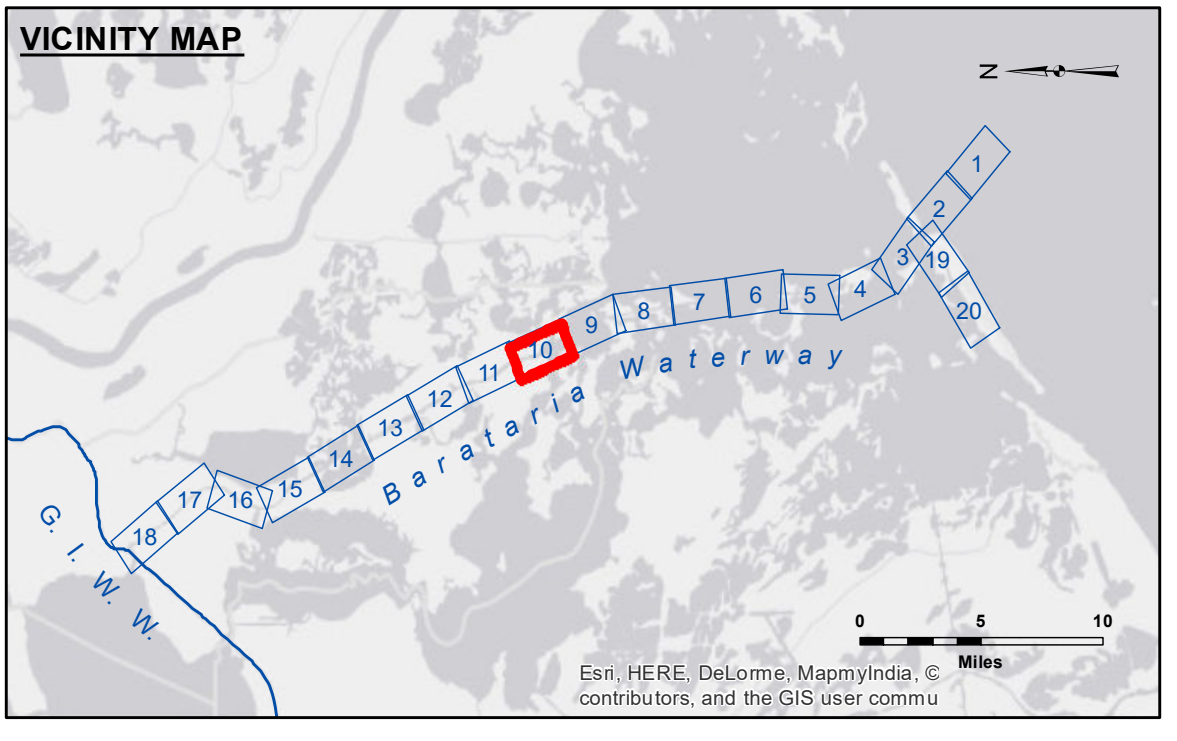 VICINITY MAP
N
1
2
3
19
4
20
5
6
7
8
9
10
11
12
13
14
15
16
17
18
Barataria Waterway
G. I. W. W.
0 5 10
Miles
Esri, HERE, DeLorme, MapmyIndia, ©
contributors, and the GIS user commu